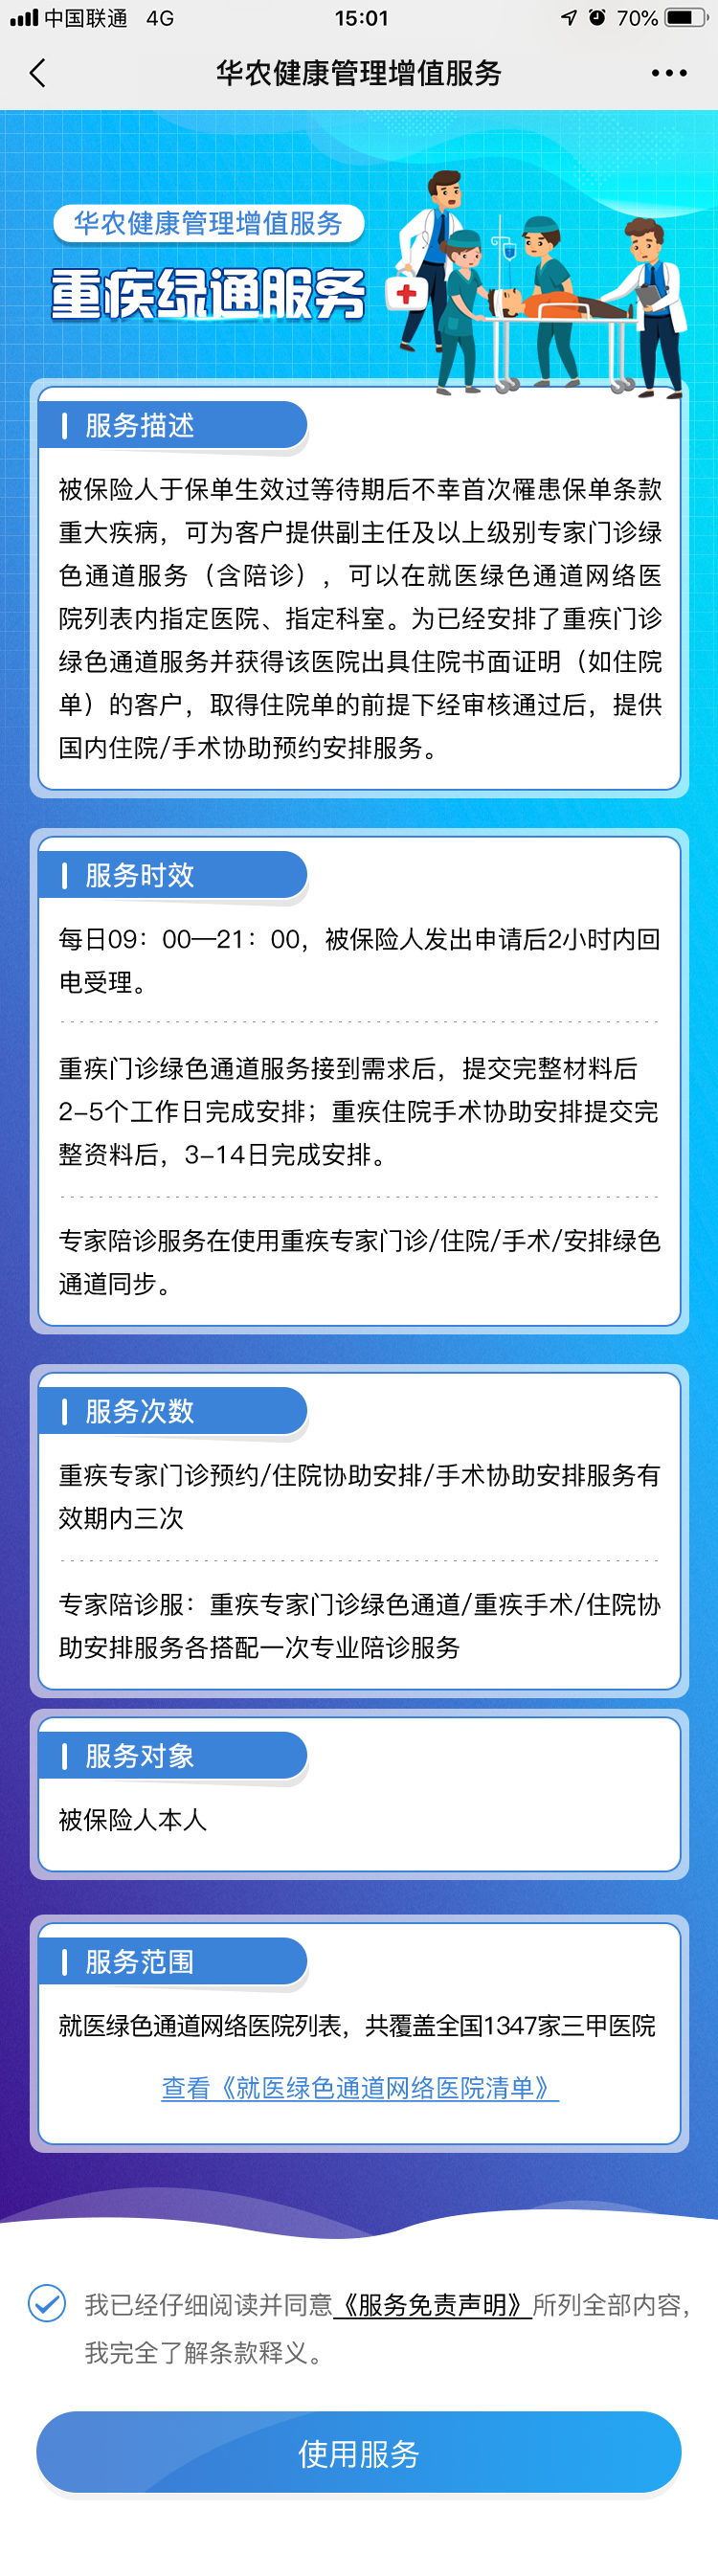 中国联通 4G 15:01 70%
华农健康管理增值服务
华农健康管理增值服务
重疾绿通服务
服务描述
被保险人于保单生效过等待期后不幸首次罹患保单条款
重大疾病，可为客户提供副主任及以上级别专家门诊绿
色通道服务（含陪诊），可以在就医绿色通道网络医
院列表内指定医院、指定科室。为已经安排了重疾门诊
绿色通道服务并获得该医院出具住院书面证明（如住院
单）的客户，取得住院单的前提下经审核通过后，提供
国内住院/手术协助预约安排服务。
服务时效
每日09：00—21：00，被保险人发出申请后2小时内回
电受理。
重疾门诊绿色通道服务接到需求后，提交完整材料后
2-5个工作日完成安排；重疾住院手术协助安排提交完
整资料后，3-14日完成安排。
专家陪诊服务在使用重疾专家门诊/住院/手术/安排绿色
通道同步。
服务次数
重疾专家门诊预约/住院协助安排/手术协助安排服务有
效期内三次
专家陪诊服：重疾专家门诊绿色通道/重疾手术/住院协
助安排服务各搭配一次专业陪诊服务
服务对象
被保险人本人
服务范围
就医绿色通道网络医院列表，共覆盖全国1347家三甲医院
查看《就医绿色通道网络医院清单》
我已经仔细阅读并同意《服务免责声明》所列全部内容，
我完全了解条款释义。
使用服务